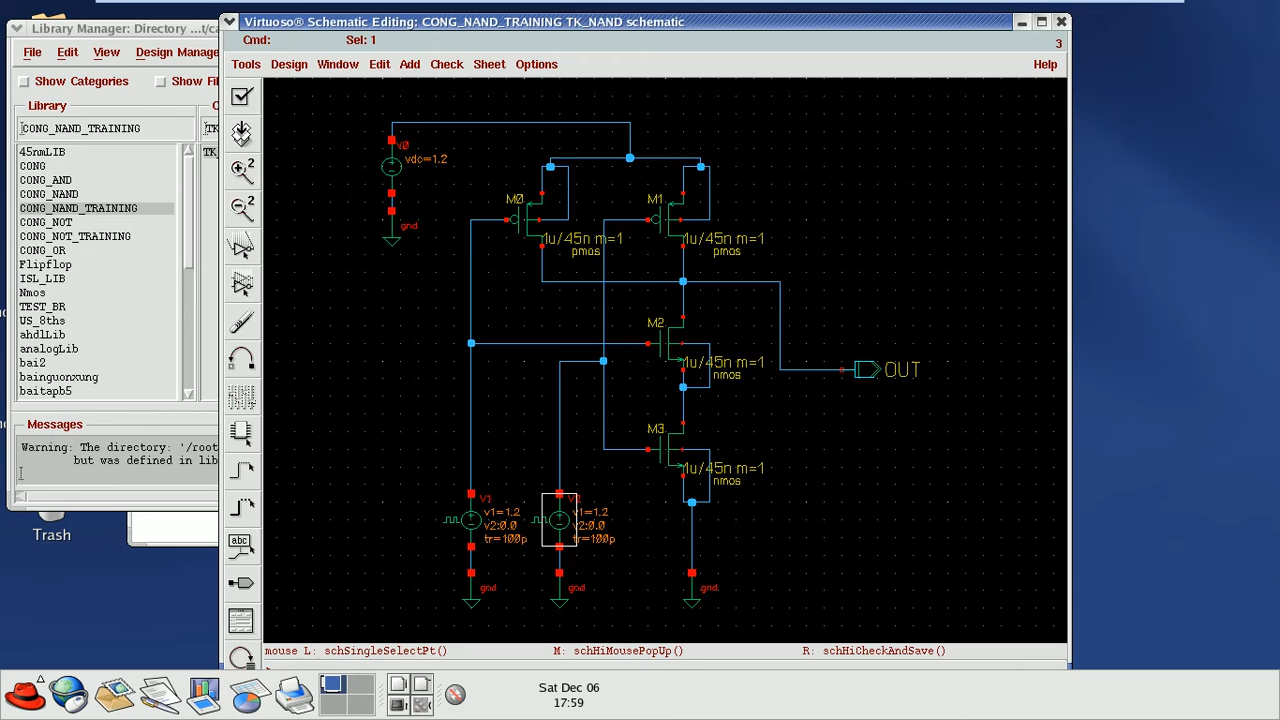 Library Manager: Directory ...t/ca
File Edit View Design Manage
Show Categories Show Fil
Library
CONG_NAND_TRAINING
45nmLIB
CONG
CONG_AND
CONG_NAND
CONG_NAND_TRAINING
CONG_NOT
CONG_NOT_TRAINING
CONG_OR
Flipflop
ISL_LIB
Nmos
TEST_BR
US_8ths
ahdlLib
analogLib
bai2
bainguonxung
baitapb5
Messages
Warning: The directory: '/root
but was defined in lib
Trash
Virtuoso® Schematic Editing: CONG_NAND_TRAINING TK_NAND schematic
Cmd: Sel: 1
3
Tools Design Window Edit Add Check Sheet Options Help
V0
vdc=1.2
gnd
M0
1u/45n m=1
pmos
M1
1u/45n m=1
pmos
M2
1u/45n m=1
nmos
OUT
M3
1u/45n m=1
nmos
V1
v1=1.2
v2:0.0
tr=100p
gnd
v1=1.2
v2:0.0
tr=100p
gnd
gnd
abc
mouse L: schSingleSelectPt() M: schHiMousePopUp() R: schHiCheckAndSave()
Sat Dec 06
17:59